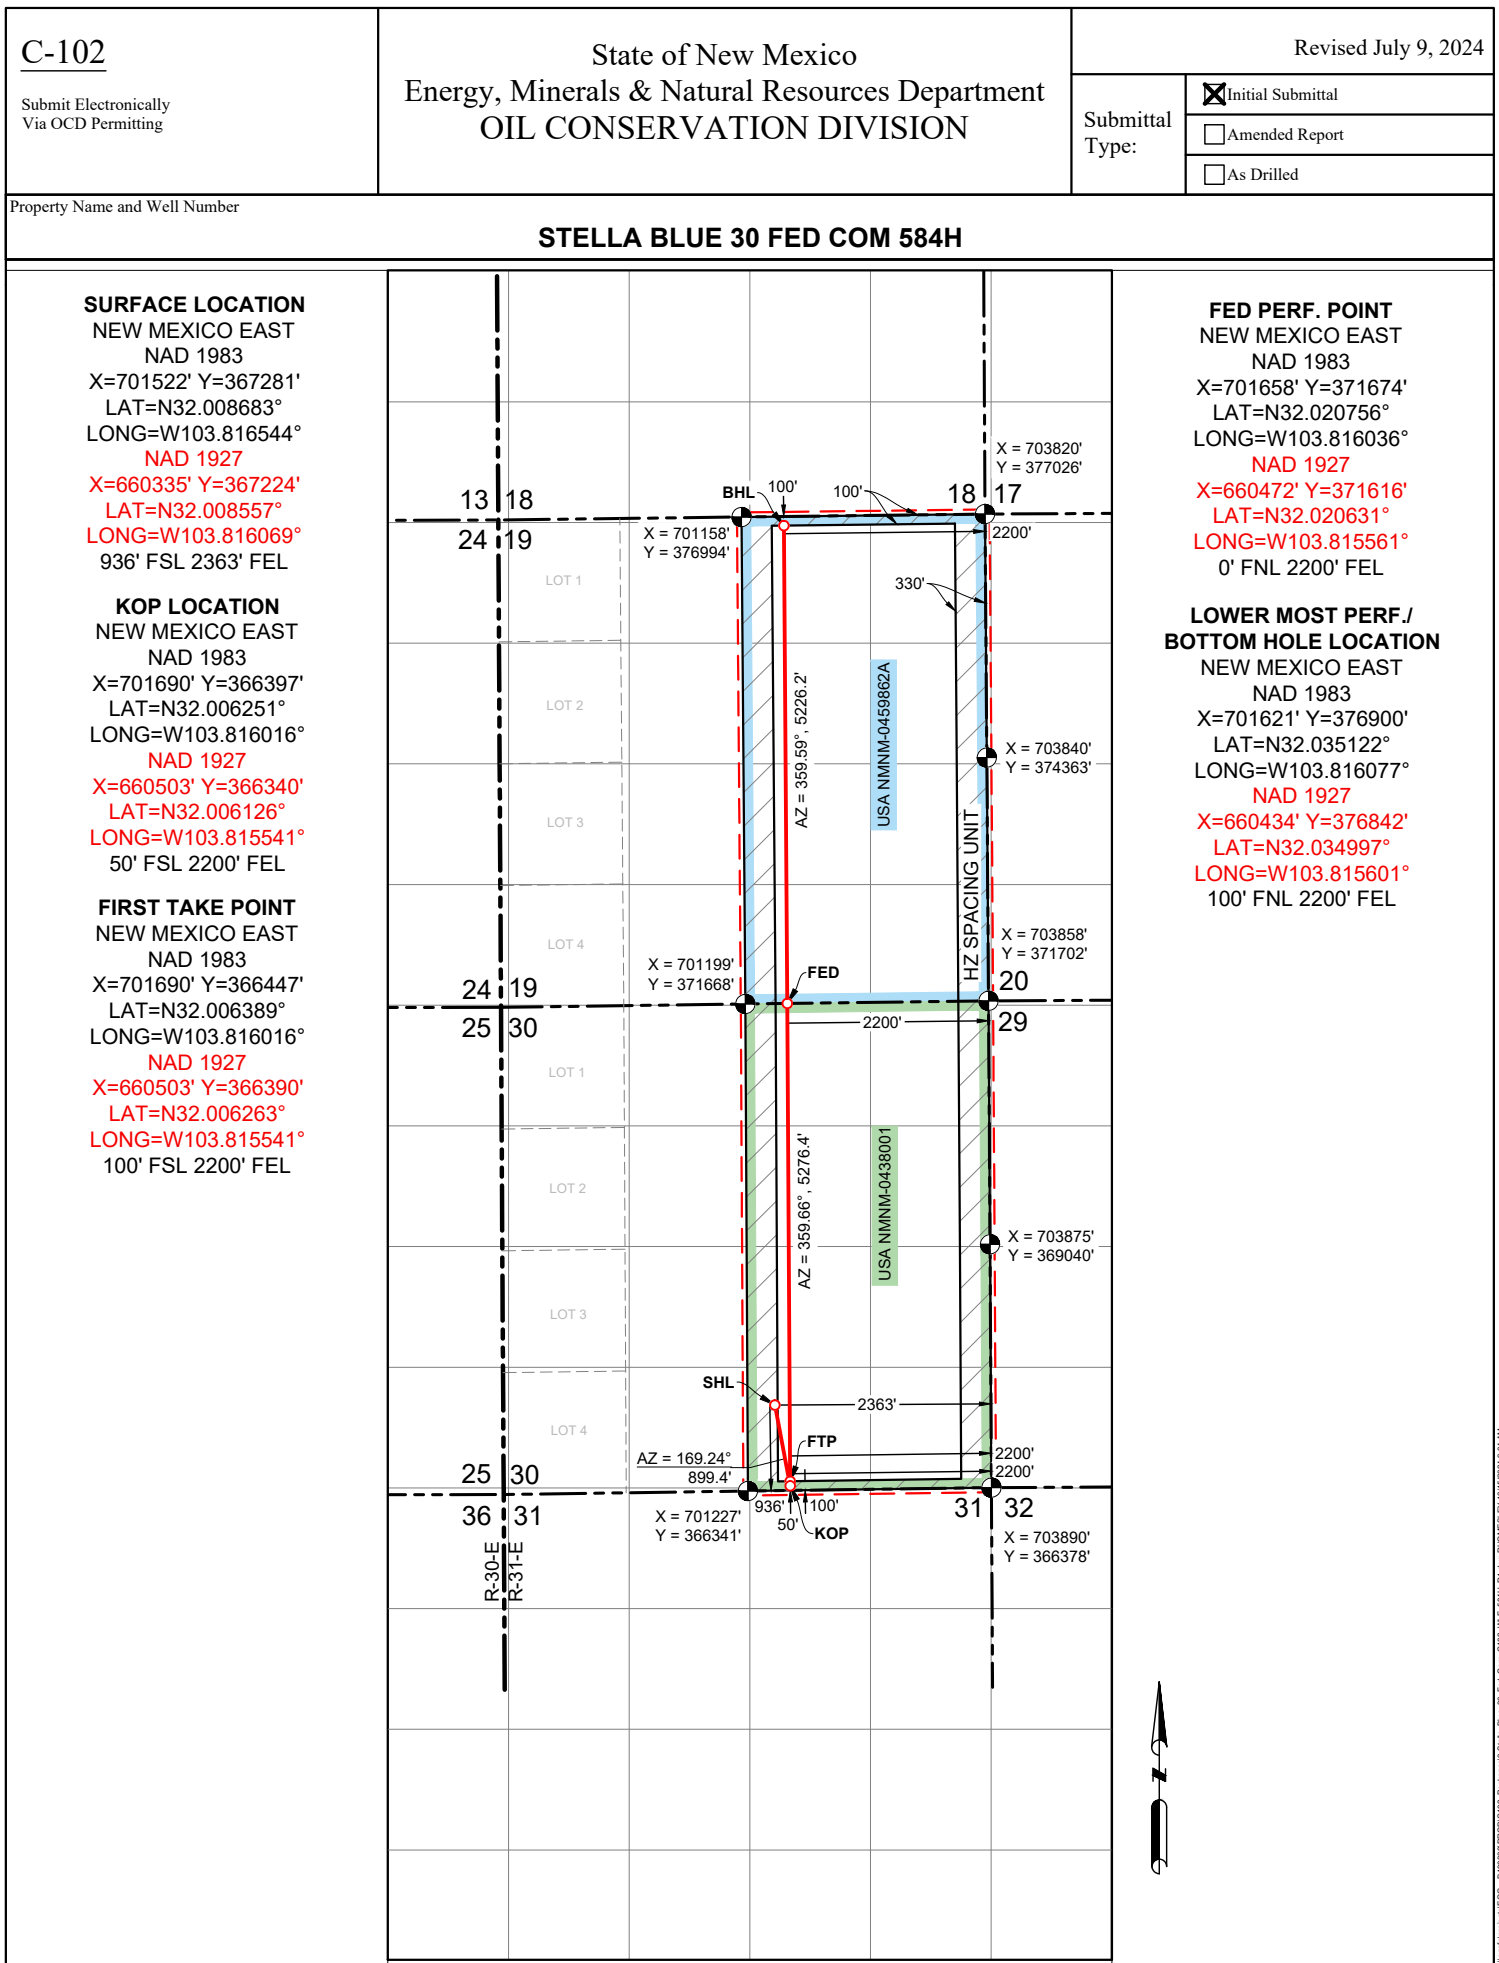 C-102
Submit Electronically
Via OCD Permitting
State of New Mexico
Energy, Minerals & Natural Resources Department
OIL CONSERVATION DIVISION
Revised July 9, 2024
Submittal
Type:
Initial Submittal
Amended Report
As Drilled
Property Name and Well Number
STELLA BLUE 30 FED COM 584H
SURFACE LOCATION
NEW MEXICO EAST
NAD 1983
X=701522' Y=367281'
LAT=N32.008683°
LONG=W103.816544°
NAD 1927
X=660335' Y=367224'
LAT=N32.008557°
LONG=W103.816069°
936' FSL 2363' FEL
KOP LOCATION
NEW MEXICO EAST
NAD 1983
X=701690' Y=366397'
LAT=N32.006251°
LONG=W103.816016°
NAD 1927
X=660503' Y=366340'
LAT=N32.006126°
LONG=W103.815541°
50' FSL 2200' FEL
FIRST TAKE POINT
NEW MEXICO EAST
NAD 1983
X=701690' Y=366447'
LAT=N32.006389°
LONG=W103.816016°
NAD 1927
X=660503' Y=366390'
LAT=N32.006263°
LONG=W103.815541°
100' FSL 2200' FEL
X = 703820'
Y = 377026'
13 18
BHL
100'
100'
18 17
24 19
X = 701158'
Y = 376994'
2200'
LOT 1
330'
LOT 2
AZ = 359.59°, 5226.2'
USA NMNM-0459862A
X = 703840'
Y = 374363'
LOT 3
HZ SPACING UNIT
LOT 4
X = 703858'
Y = 371702'
X = 701199'
Y = 371668'
FED
24 19
20
25 30
2200'
29
LOT 1
LOT 2
AZ = 359.66°, 5276.4'
USA NMNM-0438001
X = 703875'
Y = 369040'
LOT 3
SHL
2363'
LOT 4
FTP
AZ = 169.24°
899.4'
2200'
2200'
25 30
36 31
936'
100'
50'
KOP
31 32
X = 701227'
Y = 366341'
X = 703890'
Y = 366378'
R-30-E
R-31-E
FED PERF. POINT
NEW MEXICO EAST
NAD 1983
X=701658' Y=371674'
LAT=N32.020756°
LONG=W103.816036°
NAD 1927
X=660472' Y=371616'
LAT=N32.020631°
LONG=W103.815561°
0' FNL 2200' FEL
LOWER MOST PERF./
BOTTOM HOLE LOCATION
NEW MEXICO EAST
NAD 1983
X=701621' Y=376900'
LAT=N32.035122°
LONG=W103.816077°
NAD 1927
X=660434' Y=376842'
LAT=N32.034997°
LONG=W103.815601°
100' FNL 2200' FEL
Z